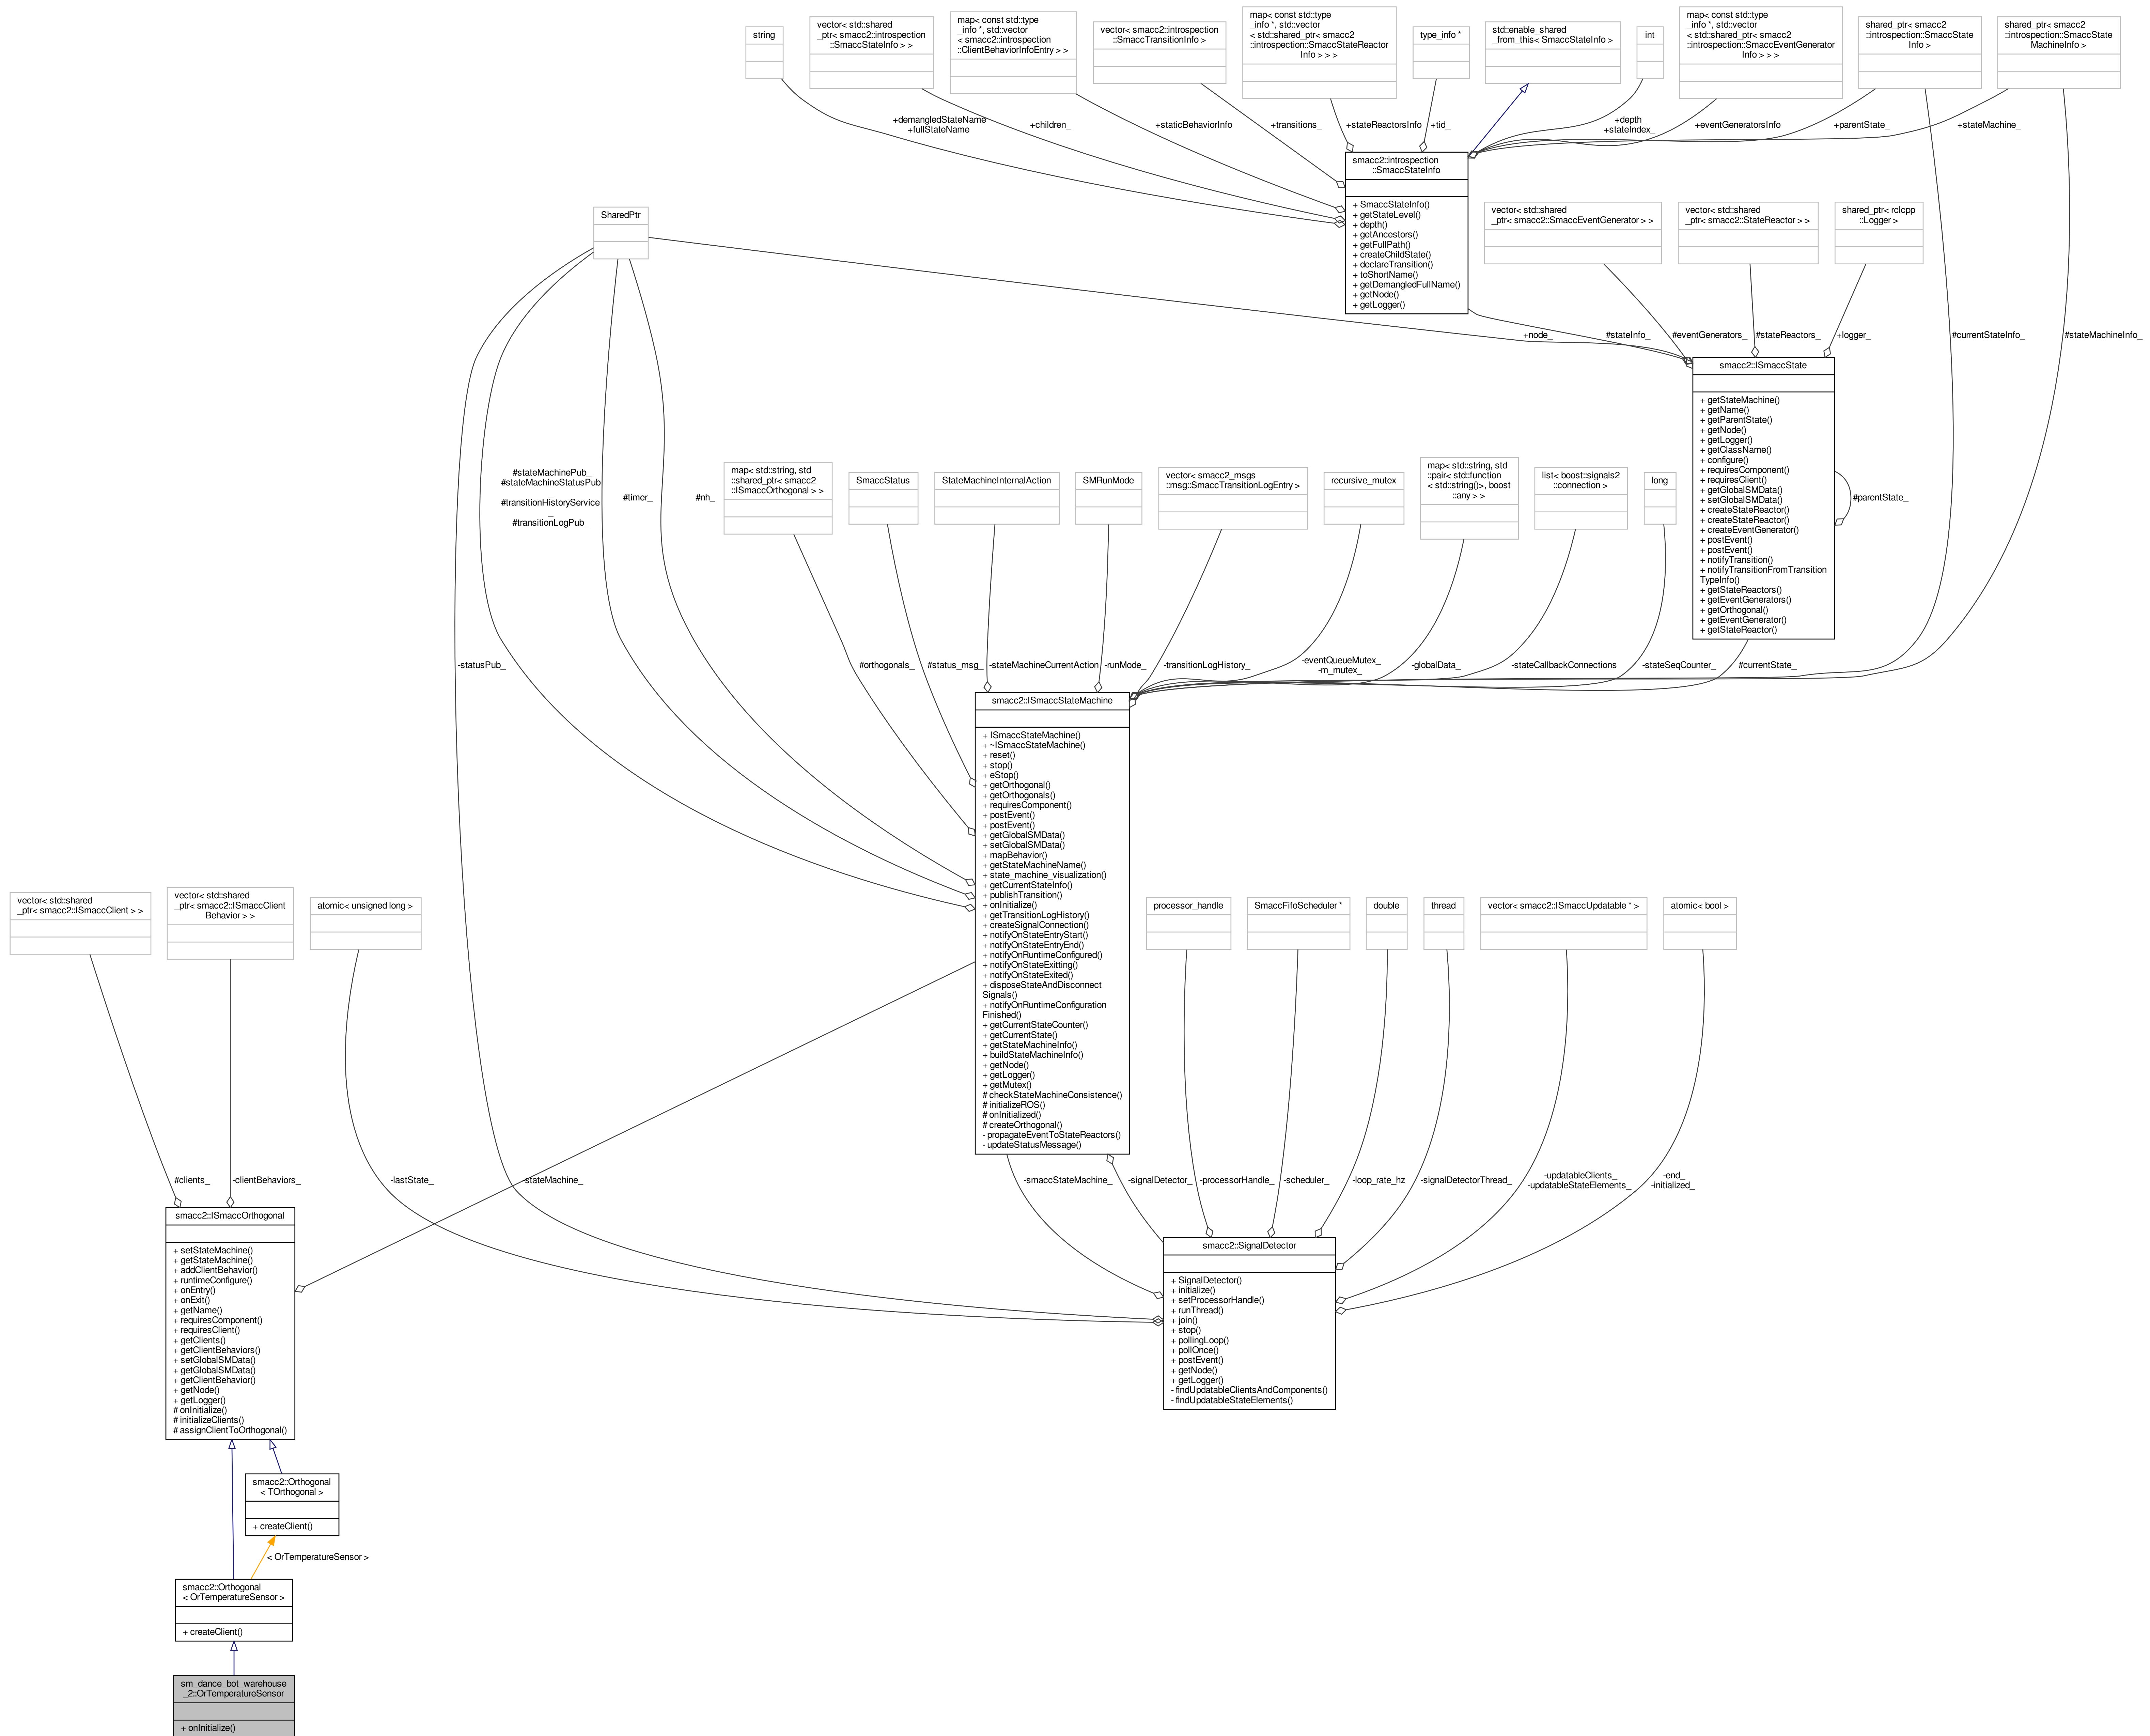 string
vector< std::shared
_ptr< smacc2::introspection
::SmaccStateInfo > >
map< const std::type
_info *, std::vector
< smacc2::introspection
::ClientBehaviorInfoEntry > >
vector< smacc2::introspection
::SmaccTransitionInfo >
map< const std::type
_info *, std::vector
< std::shared_ptr< smacc2
::introspection::SmaccStateReactor
Info > > >
type_info *
std::enable_shared
_from_this< SmaccStateInfo >
int
map< const std::type
_info *, std::vector
< std::shared_ptr< smacc2
::introspection::SmaccEventGenerator
Info > > >
shared_ptr< smacc2
::introspection::SmaccState
Info >
shared_ptr< smacc2
::introspection::SmaccState
MachineInfo >
+demangledStateName
+fullStateName
+children_
+staticBehaviorInfo
+transitions_
+stateReactorsInfo
+tid_
+depth_
+stateIndex_
+eventGeneratorsInfo
+parentState_
+stateMachine_
smacc2::introspection
::SmaccStateInfo
+ SmaccStateInfo()
+ getStateLevel()
+ depth()
+ getAncestors()
+ getFullPath()
+ createChildState()
+ declareTransition()
+ toShortName()
+ getDemangledFullName()
+ getNode()
+ getLogger()
SharedPtr
vector< std::shared
_ptr< smacc2::SmaccEventGenerator > >
vector< std::shared
_ptr< smacc2::StateReactor > >
shared_ptr< rclcpp
::Logger >
+node_
#stateInfo_
#eventGenerators_
#stateReactors_
+logger_
#currentStateInfo_
#stateMachineInfo_
smacc2::ISmaccState
+ getStateMachine()
+ getName()
+ getParentState()
+ getNode()
+ getLogger()
+ getClassName()
+ configure()
+ requiresComponent()
+ requiresClient()
+ getGlobalSMData()
+ setGlobalSMData()
+ createStateReactor()
+ createStateReactor()
+ createEventGenerator()
+ postEvent()
+ postEvent()
+ notifyTransition()
+ notifyTransitionFromTransition
TypeInfo()
+ getStateReactors()
+ getEventGenerators()
+ getOrthogonal()
+ getEventGenerator()
+ getStateReactor()
#parentState_
#stateMachinePub_
#stateMachineStatusPub
_
#transitionHistoryService
_
#transitionLogPub_
#timer_
#nh_
map< std::string, std
::shared_ptr< smacc2
::ISmaccOrthogonal > >
SmaccStatus
StateMachineInternalAction
SMRunMode
vector< smacc2_msgs
::msg::SmaccTransitionLogEntry >
recursive_mutex
map< std::string, std
::pair< std::function
< std::string()>, boost
::any > >
list< boost::signals2
::connection >
long
-statusPub_
#orthogonals_
#status_msg_
-stateMachineCurrentAction
-runMode_
-transitionLogHistory_
-eventQueueMutex_
-m_mutex_
-globalData_
-stateCallbackConnections
-stateSeqCounter_
#currentState_
smacc2::ISmaccStateMachine
+ ISmaccStateMachine()
+ ~ISmaccStateMachine()
+ reset()
+ stop()
+ eStop()
+ getOrthogonal()
+ getOrthogonals()
+ requiresComponent()
+ postEvent()
+ postEvent()
+ getGlobalSMData()
+ setGlobalSMData()
+ mapBehavior()
+ getStateMachineName()
+ state_machine_visualization()
+ getCurrentStateInfo()
+ publishTransition()
+ onInitialize()
+ getTransitionLogHistory()
+ createSignalConnection()
+ notifyOnStateEntryStart()
+ notifyOnStateEntryEnd()
+ notifyOnRuntimeConfigured()
+ notifyOnStateExitting()
+ notifyOnStateExited()
+ disposeStateAndDisconnect
Signals()
+ notifyOnRuntimeConfiguration
Finished()
+ getCurrentStateCounter()
+ getCurrentState()
+ getStateMachineInfo()
+ buildStateMachineInfo()
+ getNode()
+ getLogger()
+ getMutex()
# checkStateMachineConsistence()
# initializeROS()
# onInitialized()
# createOrthogonal()
- propagateEventToStateReactors()
- updateStatusMessage()
vector< std::shared
_ptr< smacc2::ISmaccClient > >
vector< std::shared
_ptr< smacc2::ISmaccClient
Behavior > >
atomic< unsigned long >
processor_handle
SmaccFifoScheduler *
double
thread
vector< smacc2::ISmaccUpdatable * >
atomic< bool >
#clients_
-clientBehaviors_
-lastState_
-stateMachine_
-smaccStateMachine_
-signalDetector_
-processorHandle_
-scheduler_
-loop_rate_hz
-signalDetectorThread_
-updatableClients_
-updatableStateElements_
-end_
-initialized_
smacc2::ISmaccOrthogonal
+ setStateMachine()
+ getStateMachine()
+ addClientBehavior()
+ runtimeConfigure()
+ onEntry()
+ onExit()
+ getName()
+ requiresComponent()
+ requiresClient()
+ getClients()
+ getClientBehaviors()
+ setGlobalSMData()
+ getGlobalSMData()
+ getClientBehavior()
+ getNode()
+ getLogger()
# onInitialize()
# initializeClients()
# assignClientToOrthogonal()
smacc2::SignalDetector
+ SignalDetector()
+ initialize()
+ setProcessorHandle()
+ runThread()
+ join()
+ stop()
+ pollingLoop()
+ pollOnce()
+ postEvent()
+ getNode()
+ getLogger()
- findUpdatableClientsAndComponents()
- findUpdatableStateElements()
smacc2::Orthogonal
< TOrthogonal >
+ createClient()
< OrTemperatureSensor >
smacc2::Orthogonal
< OrTemperatureSensor >
+ createClient()
sm_dance_bot_warehouse
_2::OrTemperatureSensor
+ onInitialize()